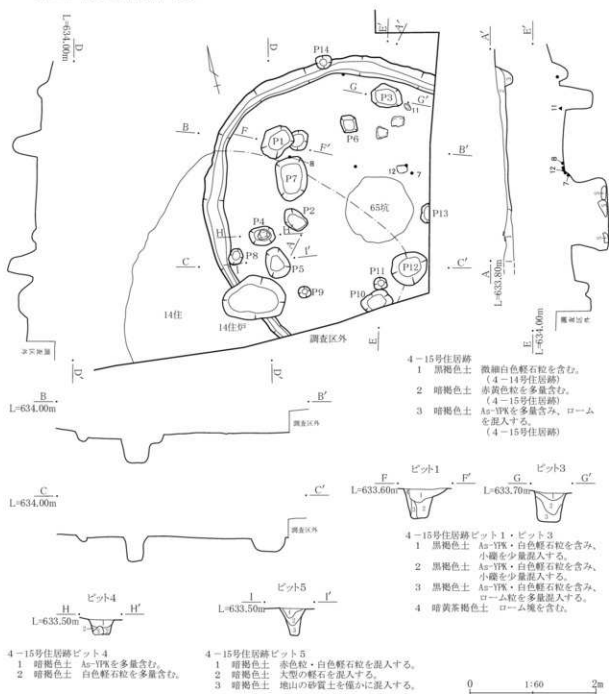 L=634.00m
D
D'
P14
E'
A'
G
P3
G'
11
P6
B
F
P1
F'
8
P7
12
7
B'
65坑
P4
H
H'
P2
A
I
I'
P5
P8
P13
C
P12
C'
P11
P10
P9
14住
14住炉
調査区外
E
D'
A'
A
L=633.80m
E'
11
8
12
7
E
L=634.00m
調査区外
調査区外
4－15号住居跡
1 黒褐色土 微細白色軽石粒を含む。
(4－14号住居跡)
2 暗褐色土 赤黄色粒を多量含む。
(4－15号住居跡)
3 暗褐色土 As-YPKを多量含み、ローム
を混入する。
(4－15号住居跡)
B
L=634.00m
B'
調査区外
C
L=634.00m
C'
調査区外
ピット1
F
L=633.60m
F'
ピット3
G
L=633.70m
G'
4－15号住居跡ピット1・ピット3
1 黒褐色土 As-YPK・白色軽石粒を含み、
小礫を少量混入する。
2 黒褐色土 As-YPK・白色軽石粒を含み、
小礫を少量混入する。
3 黒褐色土 As-YPK・白色軽石粒を含み、
ローム粒を多量混入する。
4 暗黄茶褐色土 ローム塊を含む。
ピット4
H
L=633.50m
H'
ピット5
I
L=633.50m
I'
4－15号住居跡ピット4
1 暗褐色土 As-YPKを多量含む。
2 暗褐色土 白色軽石粒を多量含む。
4－15号住居跡ピット5
1 暗褐色土 赤色粒・白色軽石粒を混入する。
2 暗褐色土 大型の軽石を混入する。
3 暗褐色土 地山の砂質土を僅かに混入する。
0 1:60 2m